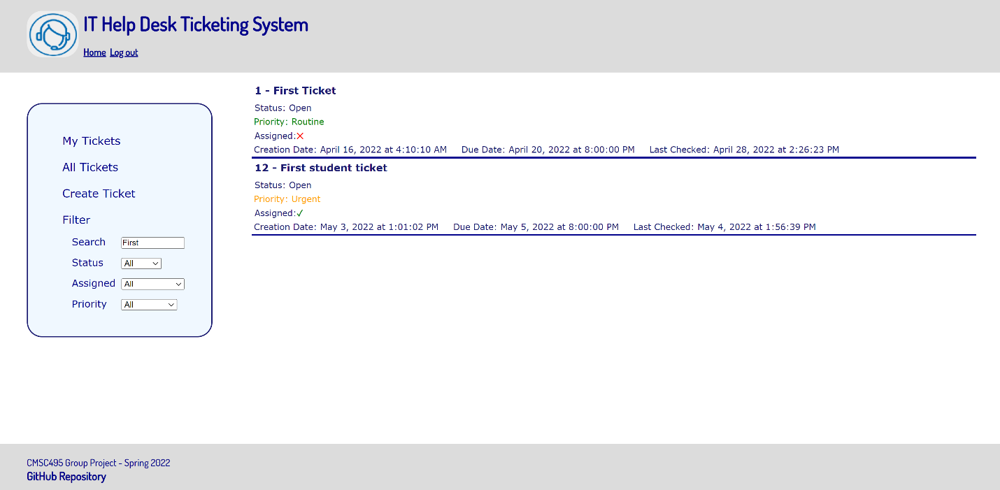 IT Help Desk Ticketing System
Home Log out
My Tickets
All Tickets
Create Ticket
Filter
Search First
Status All
Assigned All
Priority All
1 - First Ticket
Status: Open
Priority: Routine
Assigned:✕
Creation Date: April 16, 2022 at 4:10:10 AM Due Date: April 20, 2022 at 8:00:00 PM Last Checked: April 28, 2022 at 2:26:23 PM
12 - First student ticket
Status: Open
Priority: Urgent
Assigned:✓
Creation Date: May 3, 2022 at 1:01:02 PM Due Date: May 5, 2022 at 8:00:00 PM Last Checked: May 4, 2022 at 1:56:39 PM
CMSC495 Group Project - Spring 2022
GitHub Repository